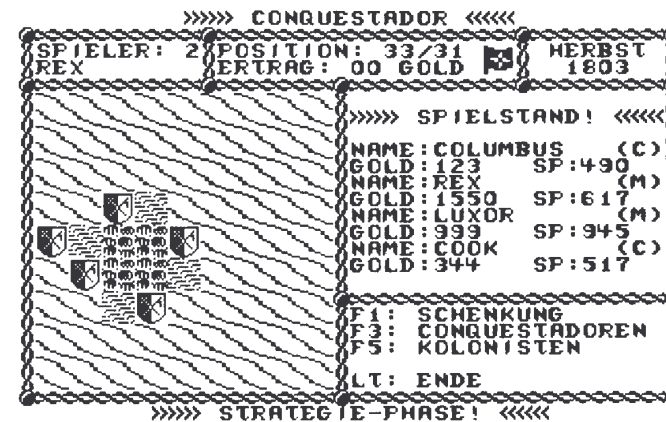 >>>>> CONQUESTADOR <<<<<
SPIELER: 2
REX
POSITION: 33/31
ERTRAG: 00 GOLD
HERBST
1803
>>>>> SPIELSTAND! <<<<<
NAME:COLUMBUS (C)
GOLD:123 SP:490
NAME:REX (M)
GOLD:1550 SP:617
NAME:LUXOR (M)
GOLD:999 SP:945
NAME:COOK (C)
GOLD:344 SP:517
F1: SCHENKUNG
F3: CONQUESTADOREN
F5: KOLONISTEN
LT: ENDE
>>>>> STRATEGIE-PHASE! <<<<<